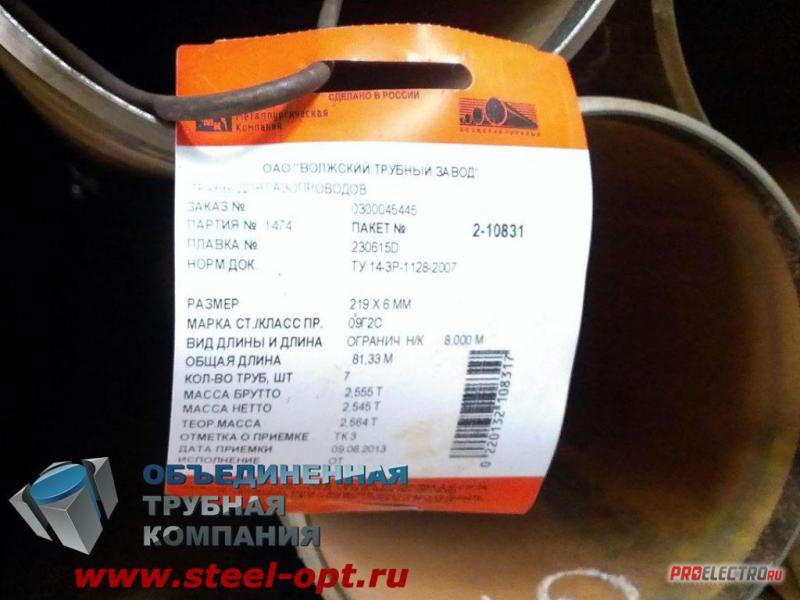 СДЕЛАНО В РОССИИ
Металлургическая
Компания
ВОЛЖСКИЙ ТРУБНЫЙ
ОАО "ВОЛЖСКИЙ ТРУБНЫЙ ЗАВОД"
ТРУБЫ ДЛЯ ГАЗОПРОВОДОВ
ЗАКАЗ № 0300045445
ПАРТИЯ № 1474 ПАКЕТ № 2-10831
ПЛАВКА № 230615D
НОРМ.ДОК. ТУ 14-3Р-1128-2007
РАЗМЕР 219 X 6 ММ
МАРКА СТ./КЛАСС ПР. 09Г2С
ВИД ДЛИНЫ И ДЛИНА ОГРАНИЧ Н/К 8,000 М
ОБЩАЯ ДЛИНА 81,33 М
КОЛ-ВО ТРУБ, ШТ 7
МАССА БРУТТО 2,555 Т
МАССА НЕТТО 2,545 Т
ТЕОР.МАССА 2,564 Т
ОТМЕТКА О ПРИЕМКЕ ТК 3
ДАТА ПРИЕМКИ 09.06.2013
ИСПОЛНЕНИЕ ОТ
0 220132 108317
ОБЪЕДИНЕННАЯ
ТРУБНАЯ
КОМПАНИЯ
www.steel-opt.ru
PROELECTRO.RU